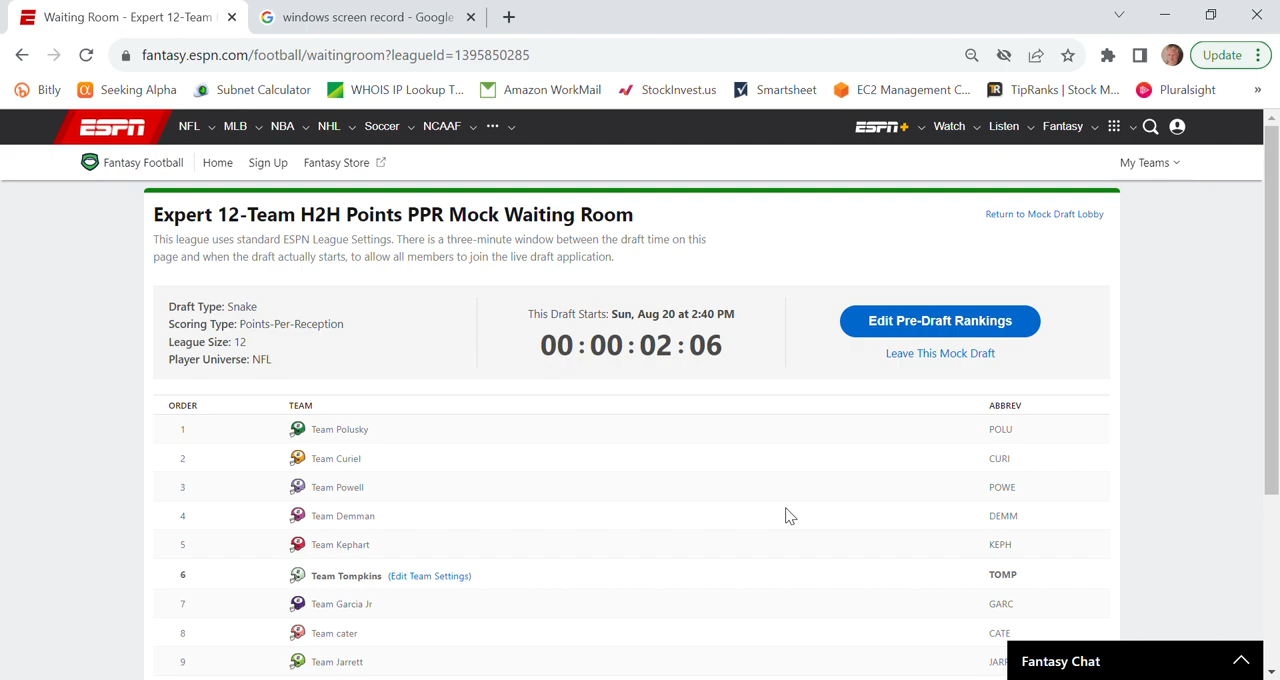 Waiting Room - Expert 12-Team
windows screen record - Google
fantasy.espn.com/football/waitingroom?leagueId=1395850285
Update
Bitly
Seeking Alpha
Subnet Calculator
WHOIS IP Lookup T...
Amazon WorkMail
StockInvest.us
Smartsheet
EC2 Management C...
TipRanks | Stock M...
Pluralsight
»
ESPN
NFL
MLB
NBA
NHL
Soccer
NCAAF
ESPN+
Watch
Listen
Fantasy
Fantasy Football
Home
Sign Up
Fantasy Store
My Teams
Expert 12-Team H2H Points PPR Mock Waiting Room
Return to Mock Draft Lobby
This league uses standard ESPN League Settings. There is a three-minute window between the draft time on this
page and when the draft actually starts, to allow all members to join the live draft application.
Draft Type: Snake
Scoring Type: Points-Per-Reception
League Size: 12
Player Universe: NFL
This Draft Starts: Sun, Aug 20 at 2:40 PM
00:00:02:06
Edit Pre-Draft Rankings
Leave This Mock Draft
ORDER TEAM ABBREV
1 Team Polusky POLU
2 Team Curiel CURI
3 Team Powell POWE
4 Team Demman DEMM
5 Team Kephart KEPH
6 Team Tompkins (Edit Team Settings) TOMP
7 Team Garcia Jr GARC
8 Team cater CATE
9 Team Jarrett
Fantasy Chat